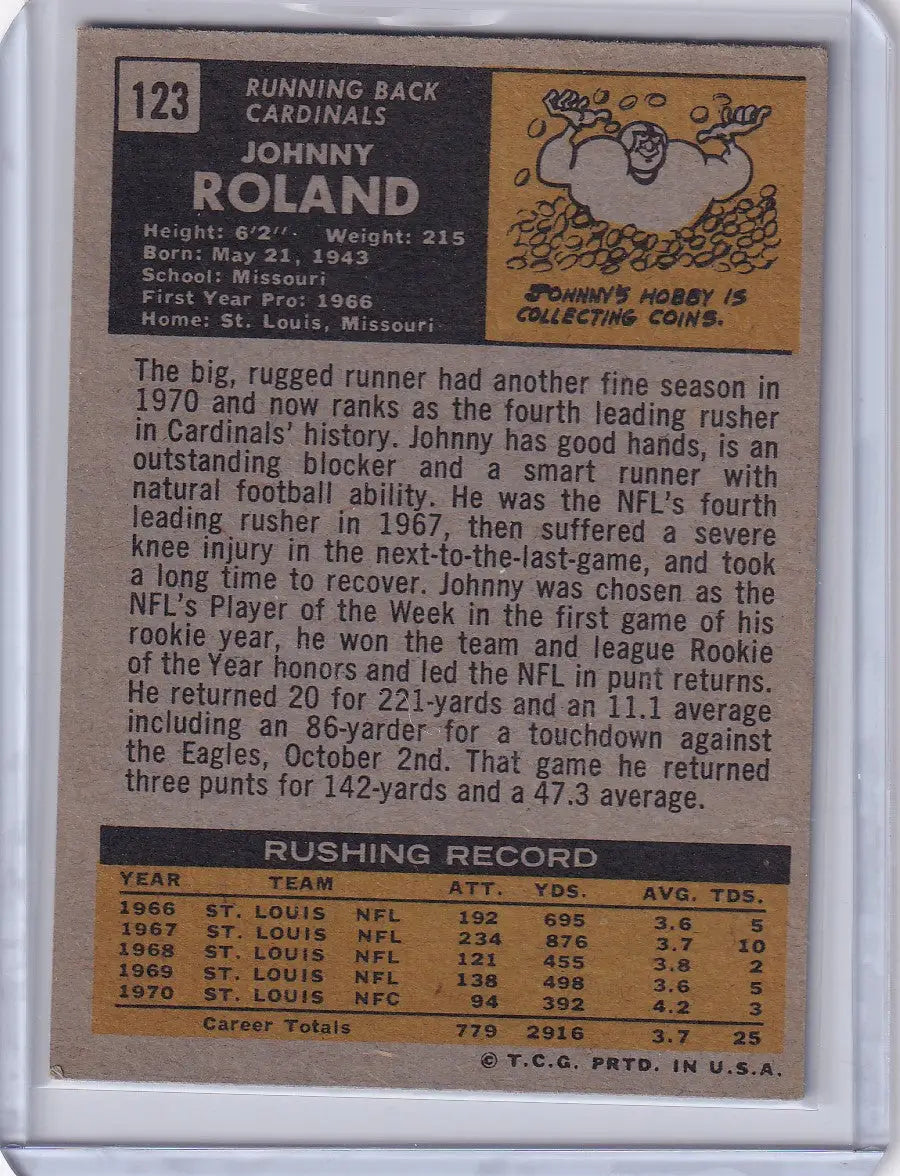 123
RUNNING BACK
CARDINALS
JOHNNY
ROLAND
Height: 6'2". Weight: 215
Born: May 21, 1943
School: Missouri
First Year Pro: 1966
Home: St. Louis, Missouri
JOHNNY'S HOBBY IS
COLLECTING COINS.
The big, rugged runner had another fine season in
1970 and now ranks as the fourth leading rusher
in Cardinals' history. Johnny has good hands, is an
outstanding blocker and a smart runner with
natural football ability. He was the NFL's fourth
leading rusher in 1967, then suffered a severe
knee injury in the next-to-the-last-game, and took
a long time to recover. Johnny was chosen as the
NFL's Player of the Week in the first game of his
rookie year, he won the team and league Rookie
of the Year honors and led the NFL in punt returns.
He returned 20 for 221-yards and an 11.1 average
including an 86-yarder for a touchdown against
the Eagles, October 2nd. That game he returned
three punts for 142-yards and a 47.3 average.
RUSHING RECORD
YEAR TEAM ATT. YDS. AVG. TDS.
1966 ST. LOUIS NFL 192 695 3.6 5
1967 ST. LOUIS NFL 234 876 3.7 10
1968 ST. LOUIS NFL 121 455 3.8 2
1969 ST. LOUIS NFL 138 498 3.6 5
1970 ST. LOUIS NFC 94 392 4.2 3
Career Totals 779 2916 3.7 25
© T.C.G. PRTD. IN U.S.A.